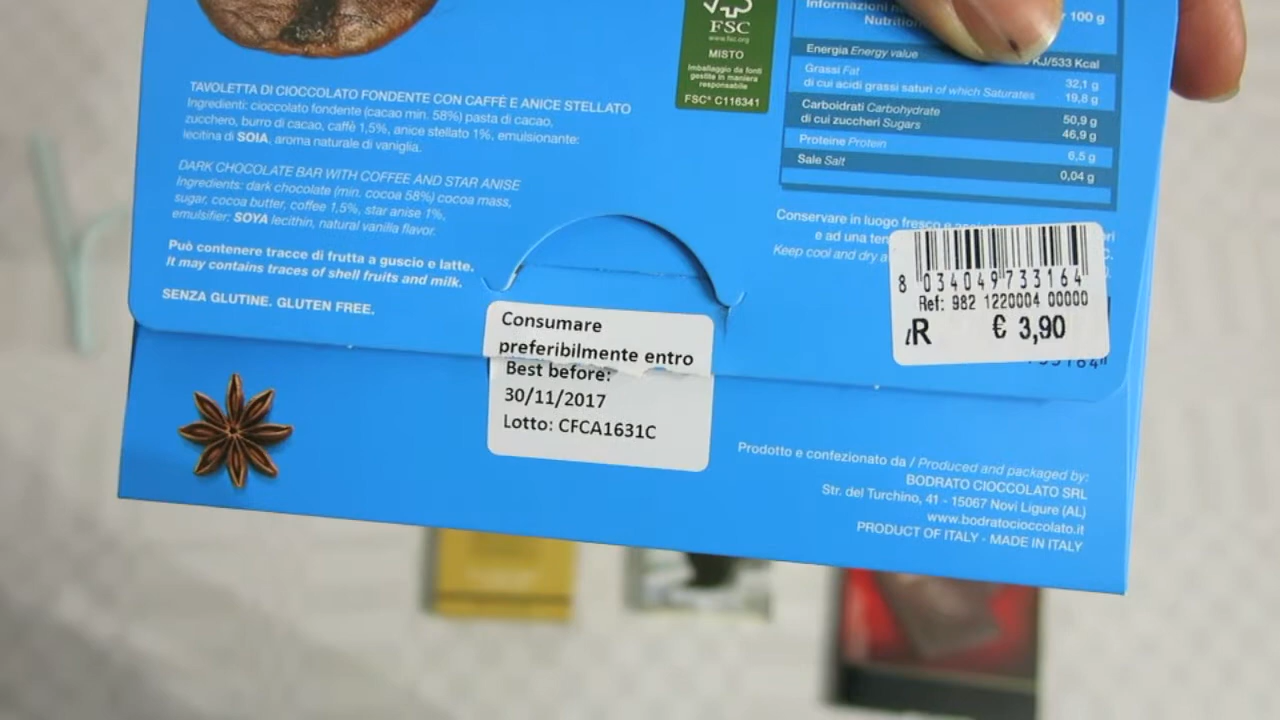 TAVOLETTA DI CIOCCOLATO FONDENTE CON CAFFÈ E ANICE STELLATO
Ingredienti: cioccolato fondente (cacao min. 58%) pasta di cacao,
zucchero, burro di cacao, caffè 1,5%, anice stellato 1%, emulsionante:
lecitina di SOIA, aroma naturale di vaniglia.
DARK CHOCOLATE BAR WITH COFFEE AND STAR ANISE
Ingredients: dark chocolate (min. cocoa 58%) cocoa mass,
sugar, cocoa butter, coffee 1,5%, star anise 1%,
emulsifier: SOYA lecithin, natural vanilla flavor.
Può contenere tracce di frutta a guscio e latte.
It may contains traces of shell fruits and milk.
SENZA GLUTINE. GLUTEN FREE.
FSC
www.fsc.org
MISTO
Imballaggio da fonti
gestite in maniera
responsabile
FSC® C116341
Informazioni
100 g
Energia Energy value KJ/533 Kcal
Grassi Fat 32,1 g
di cui acidi grassi saturi of which Saturates 19,8 g
Carboidrati Carbohydrate 50,9 g
di cui zuccheri Sugars 46,9 g
Proteine Protein 6,5 g
Sale Salt 0,04 g
Conservare in luogo fresco e
e ad una
Keep cool and dry
8 034049 733164
Ref: 982 1220004 00000
/R € 3,90
Consumare
preferibilmente entro
Best before:
30/11/2017
Lotto: CFCA1631C
Prodotto e confezionato da / Produced and packaged by:
BODRATO CIOCCOLATO SRL
Str. del Turchino, 41 - 15067 Novi Ligure (AL)
www.bodratocioccolato.it
PRODUCT OF ITALY - MADE IN ITALY